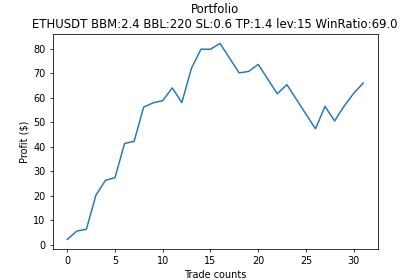 Portfolio
ETHUSDT BBM:2.4 BBL:220 SL:0.6 TP:1.4 lev:15 WinRatio:69.0
80
70
60
50
40
30
20
10
0
Profit ($)
0 5 10 15 20 25 30
Trade counts